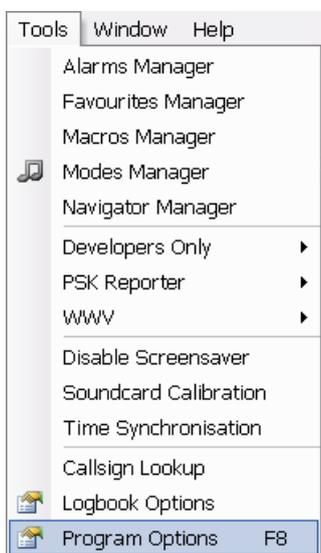 Tools Window Help
Alarms Manager
Favourites Manager
Macros Manager
Modes Manager
Navigator Manager
Developers Only
PSK Reporter
WWV
Disable Screensaver
Soundcard Calibration
Time Synchronisation
Callsign Lookup
Logbook Options
Program Options F8